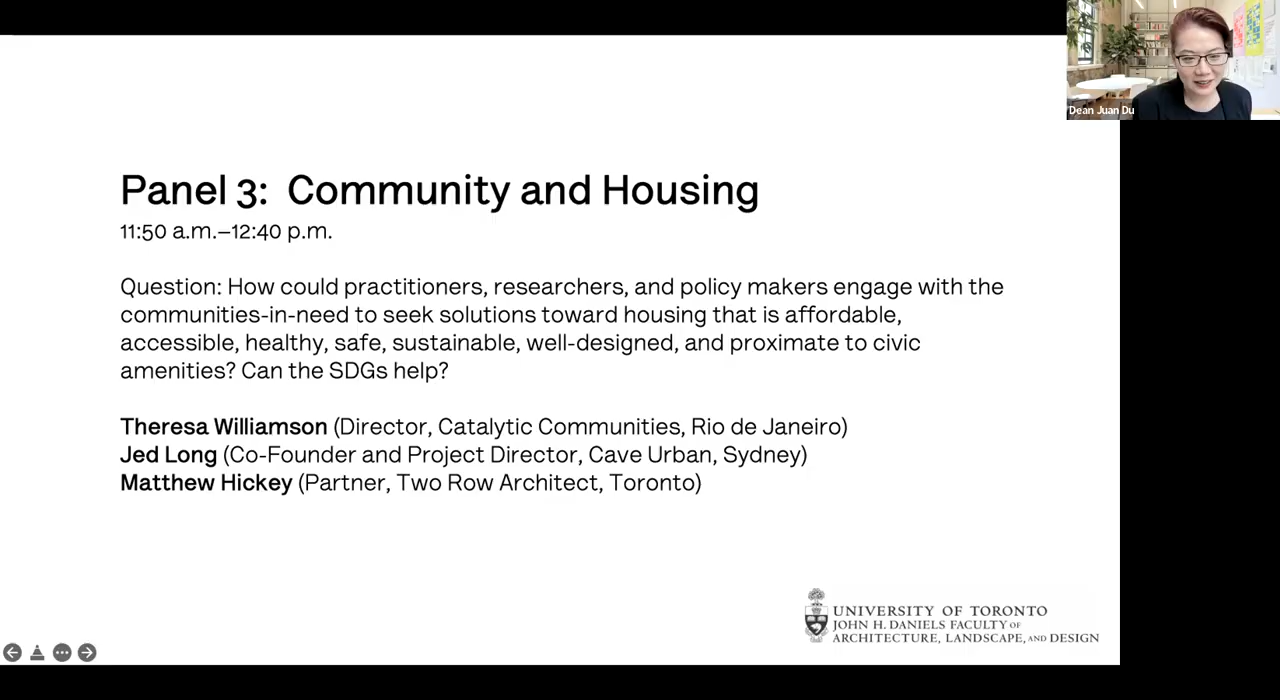 Dean Juan Du
Panel 3: Community and Housing
11:50 a.m.–12:40 p.m.
Question: How could practitioners, researchers, and policy makers engage with the
communities-in-need to seek solutions toward housing that is affordable,
accessible, healthy, safe, sustainable, well-designed, and proximate to civic
amenities? Can the SDGs help?
Theresa Williamson (Director, Catalytic Communities, Rio de Janeiro)
Jed Long (Co-Founder and Project Director, Cave Urban, Sydney)
Matthew Hickey (Partner, Two Row Architect, Toronto)
UNIVERSITY OF TORONTO
JOHN H. DANIELS FACULTY OF
ARCHITECTURE, LANDSCAPE, AND DESIGN